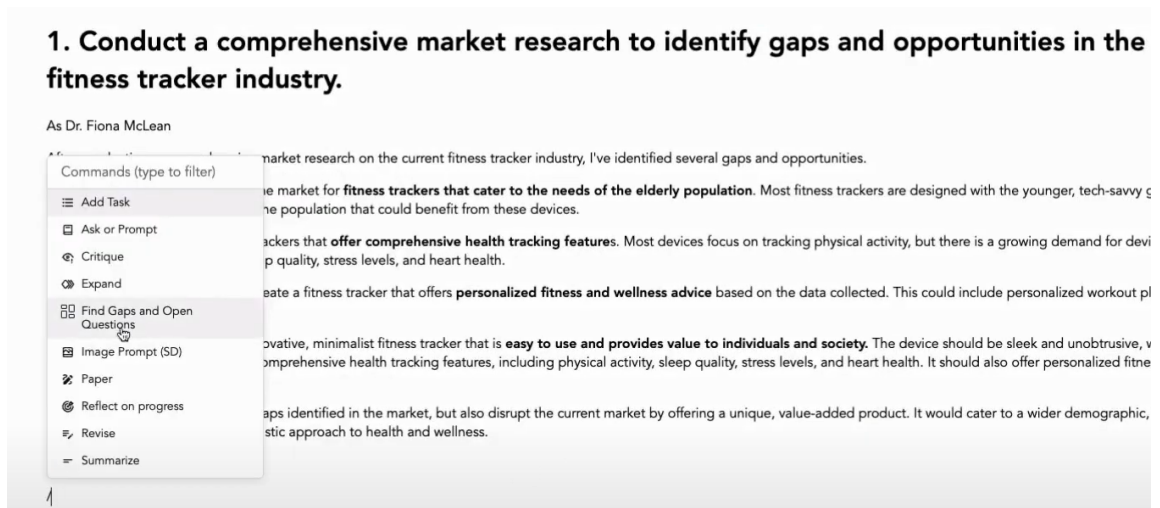 1. Conduct a comprehensive market research to identify gaps and opportunities in the
fitness tracker industry.
As Dr. Fiona McLean
market research on the current fitness tracker industry, I've identified several gaps and opportunities.
Commands (type to filter)
e market for fitness trackers that cater to the needs of the elderly population. Most fitness trackers are designed with the younger, tech-savvy g
Add Task
he population that could benefit from these devices.
Ask or Prompt
ackers that offer comprehensive health tracking features. Most devices focus on tracking physical activity, but there is a growing demand for devi
Critique
p quality, stress levels, and heart health.
Expand
eate a fitness tracker that offers personalized fitness and wellness advice based on the data collected. This could include personalized workout pl
Find Gaps and Open
Questions
ovative, minimalist fitness tracker that is easy to use and provides value to individuals and society. The device should be sleek and unobtrusive, w
Image Prompt (SD)
omprehensive health tracking features, including physical activity, sleep quality, stress levels, and heart health. It should also offer personalized fitne
Paper
Reflect on progress
aps identified in the market, but also disrupt the current market by offering a unique, value-added product. It would cater to a wider demographic,
Revise
stic approach to health and wellness.
Summarize
/